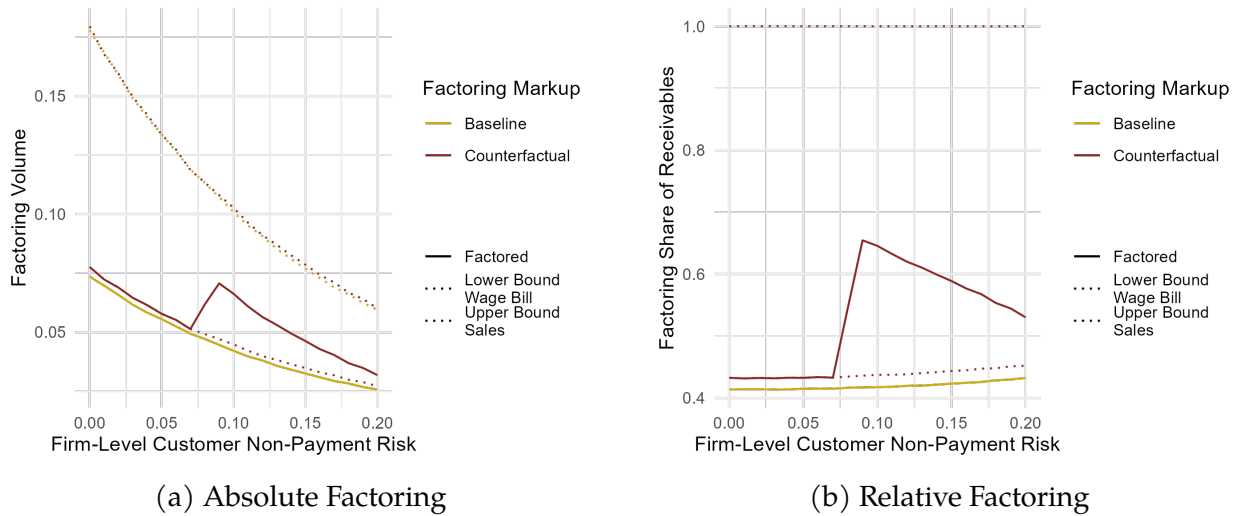 Factoring Volume
0.15
0.10
0.05
0.00
0.05
0.10
0.15
0.20
Firm-Level Customer Non-Payment Risk
Factoring Markup
Baseline
Counterfactual
Factored
Lower Bound
Wage Bill
Upper Bound
Sales
(a) Absolute Factoring
Factoring Share of Receivables
1.0
0.8
0.6
0.4
0.00
0.05
0.10
0.15
0.20
Firm-Level Customer Non-Payment Risk
Factoring Markup
Baseline
Counterfactual
Factored
Lower Bound
Wage Bill
Upper Bound
Sales
(b) Relative Factoring